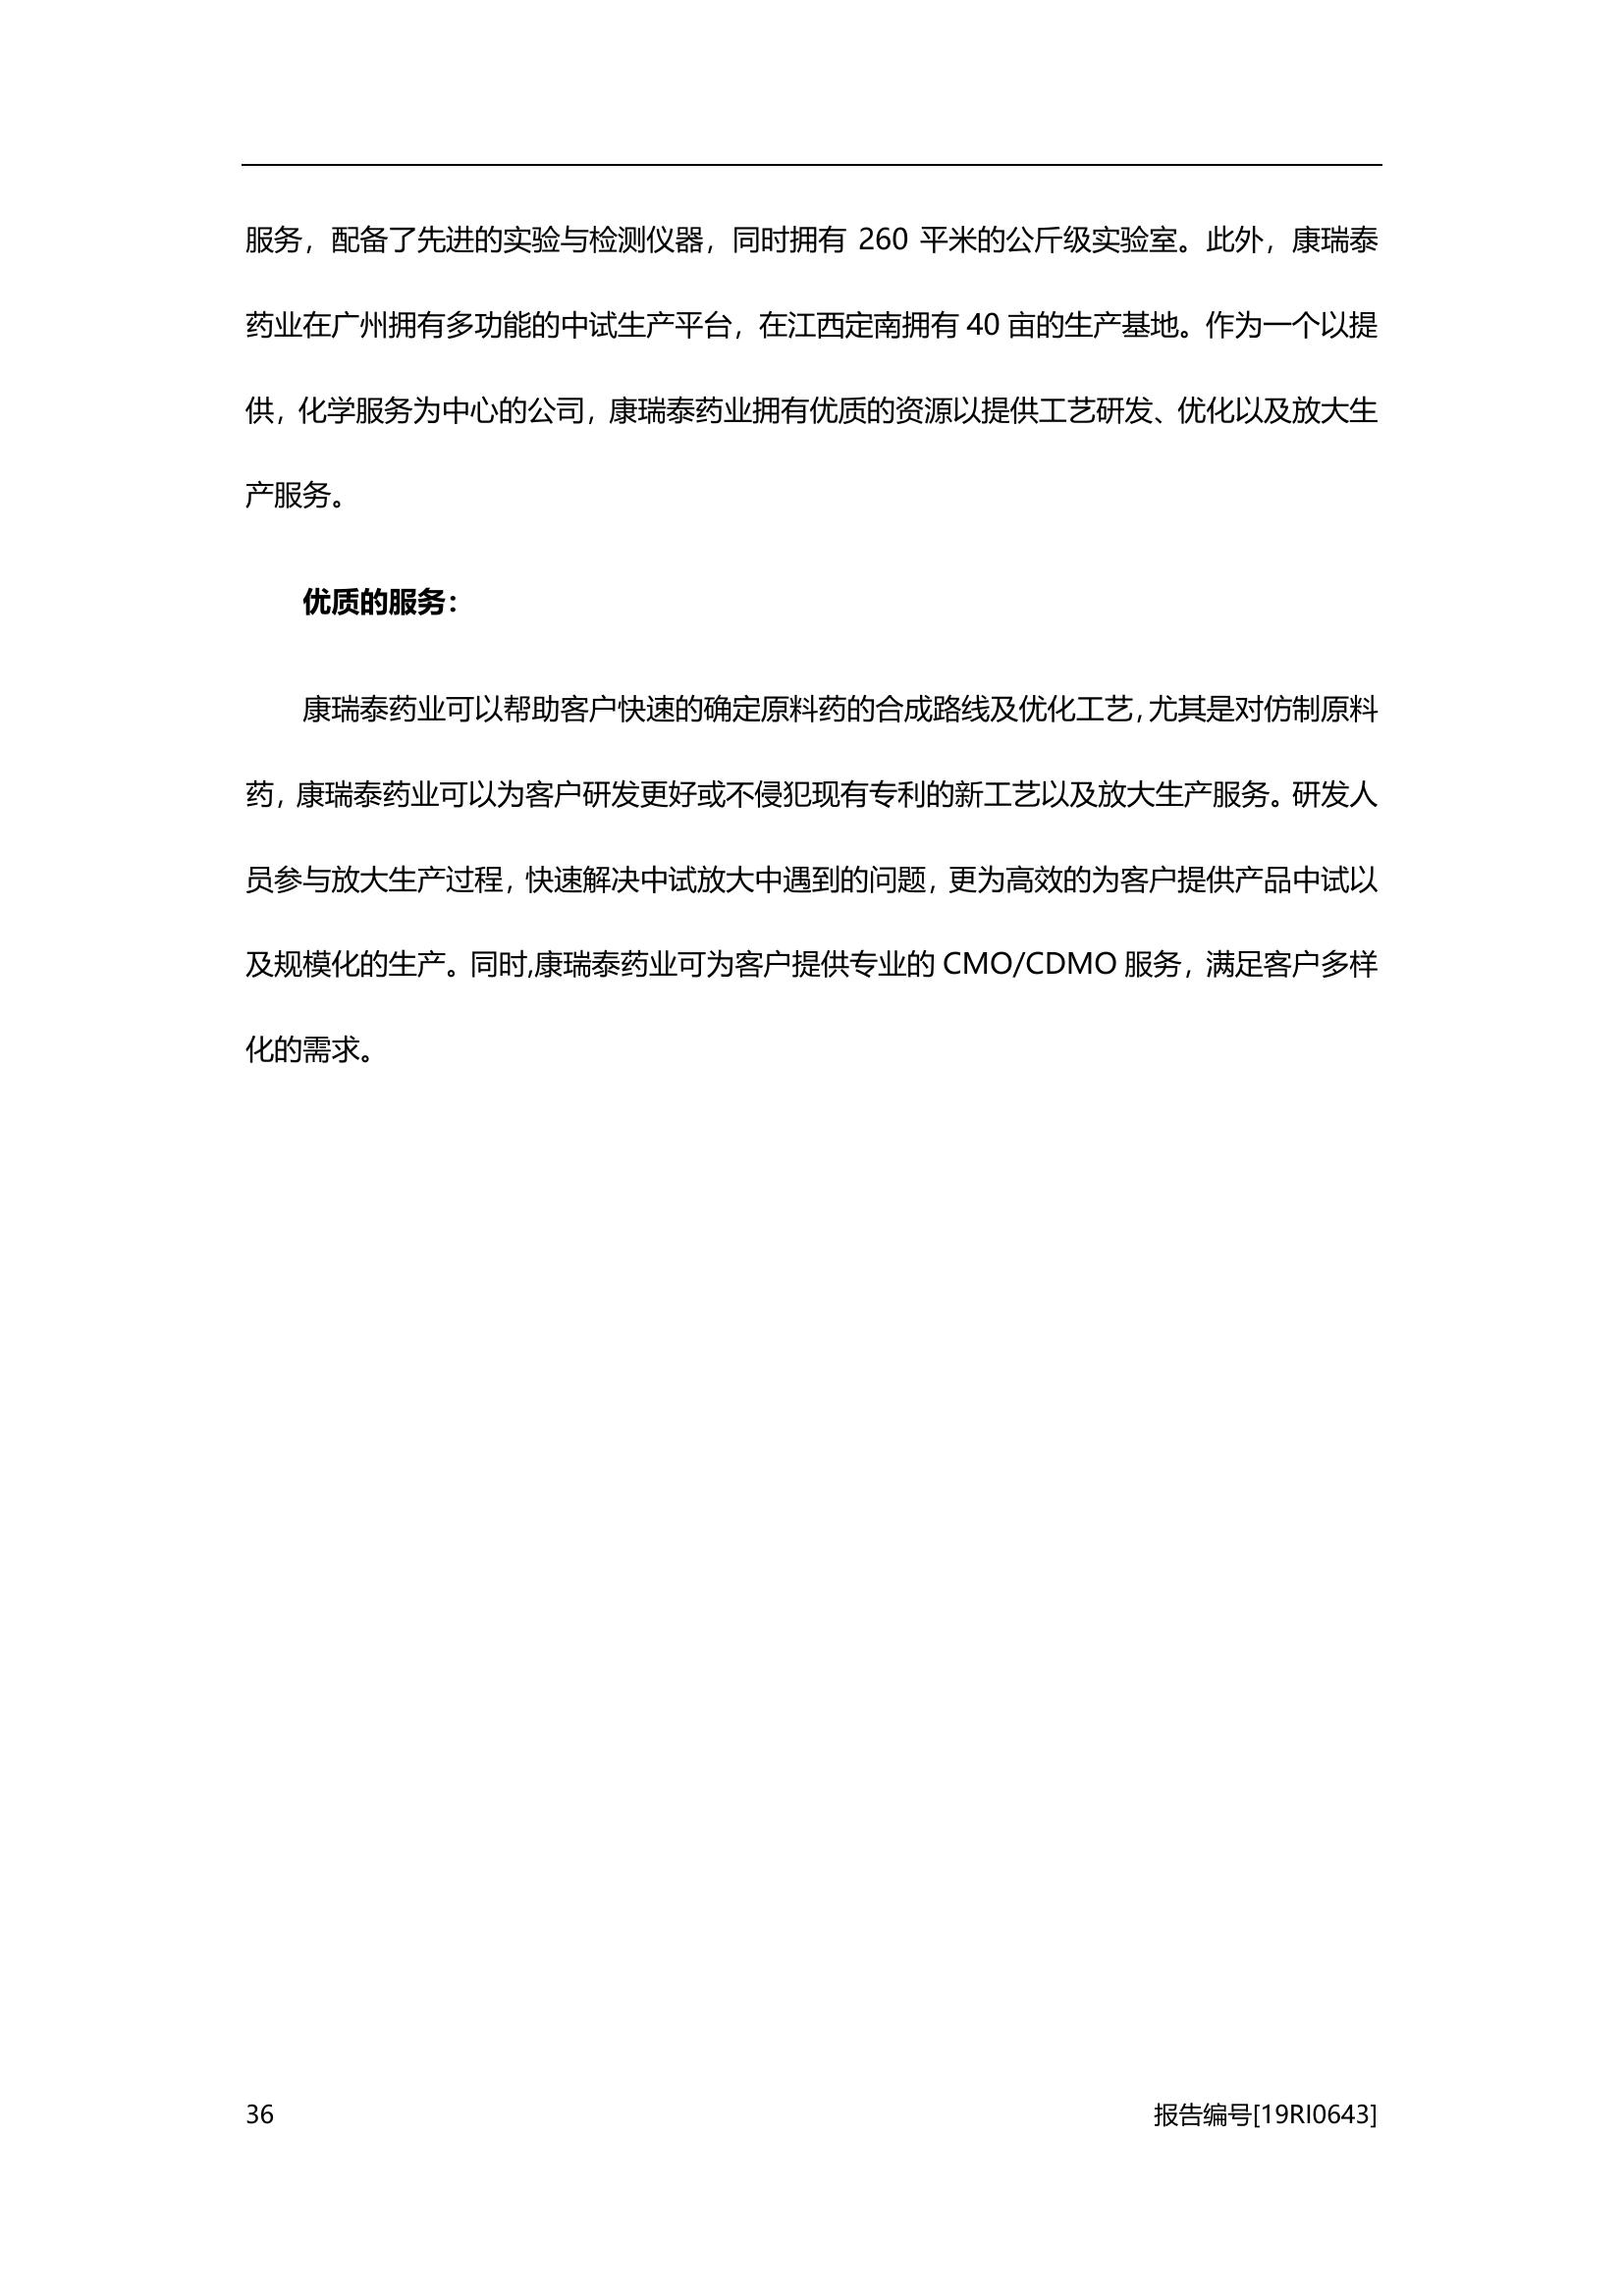 服务，配备了先进的实验与检测仪器，同时拥有 260 平米的公斤级实验室。此外，康瑞泰
药业在广州拥有多功能的中试生产平台，在江西定南拥有 40 亩的生产基地。作为一个以提
供，化学服务为中心的公司，康瑞泰药业拥有优质的资源以提供工艺研发、优化以及放大生
产服务。
优质的服务：
康瑞泰药业可以帮助客户快速的确定原料药的合成路线及优化工艺，尤其是对仿制原料
药，康瑞泰药业可以为客户研发更好或不侵犯现有专利的新工艺以及放大生产服务。研发人
员参与放大生产过程，快速解决中试放大中遇到的问题，更为高效的为客户提供产品中试以
及规模化的生产。同时,康瑞泰药业可为客户提供专业的 CMO/CDMO 服务，满足客户多样
化的需求。
36
报告编号[19RI0643]